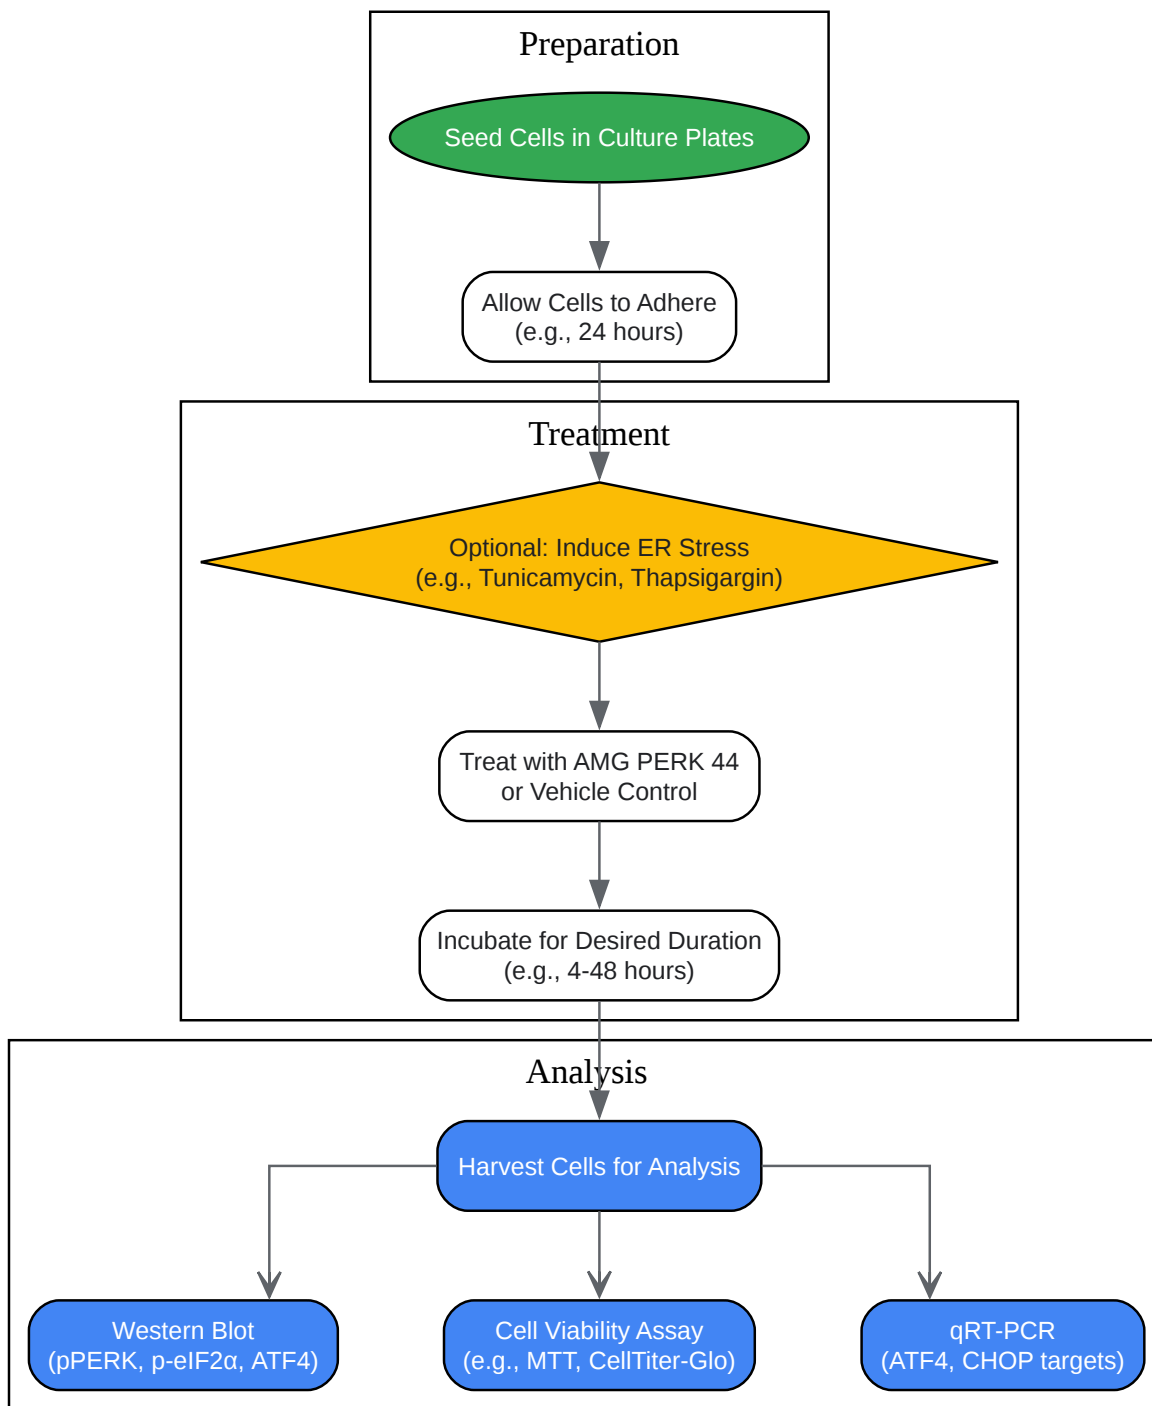 Preparation
Seed Cells in Culture Plates
Allow Cells to Adhere
(e.g., 24 hours)
Treatment
Optional: Induce ER Stress
(e.g., Tunicamycin, Thapsigargin)
Treat with AMG PERK 44
or Vehicle Control
Incubate for Desired Duration
(e.g., 4-48 hours)
Analysis
Harvest Cells for Analysis
Western Blot
(pPERK, p-eIF2α, ATF4)
Cell Viability Assay
(e.g., MTT, CellTiter-Glo)
qRT-PCR
(ATF4, CHOP targets)